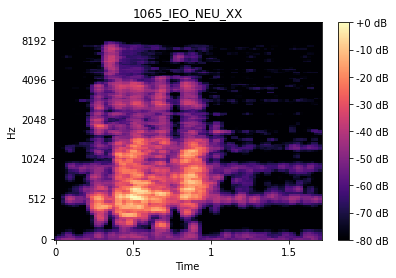 1065_IEO_NEU_XX
8192
4096
2048
1024
512
0
Hz
0
0.5
1
1.5
Time
+0 dB
-10 dB
-20 dB
-30 dB
-40 dB
-50 dB
-60 dB
-70 dB
-80 dB